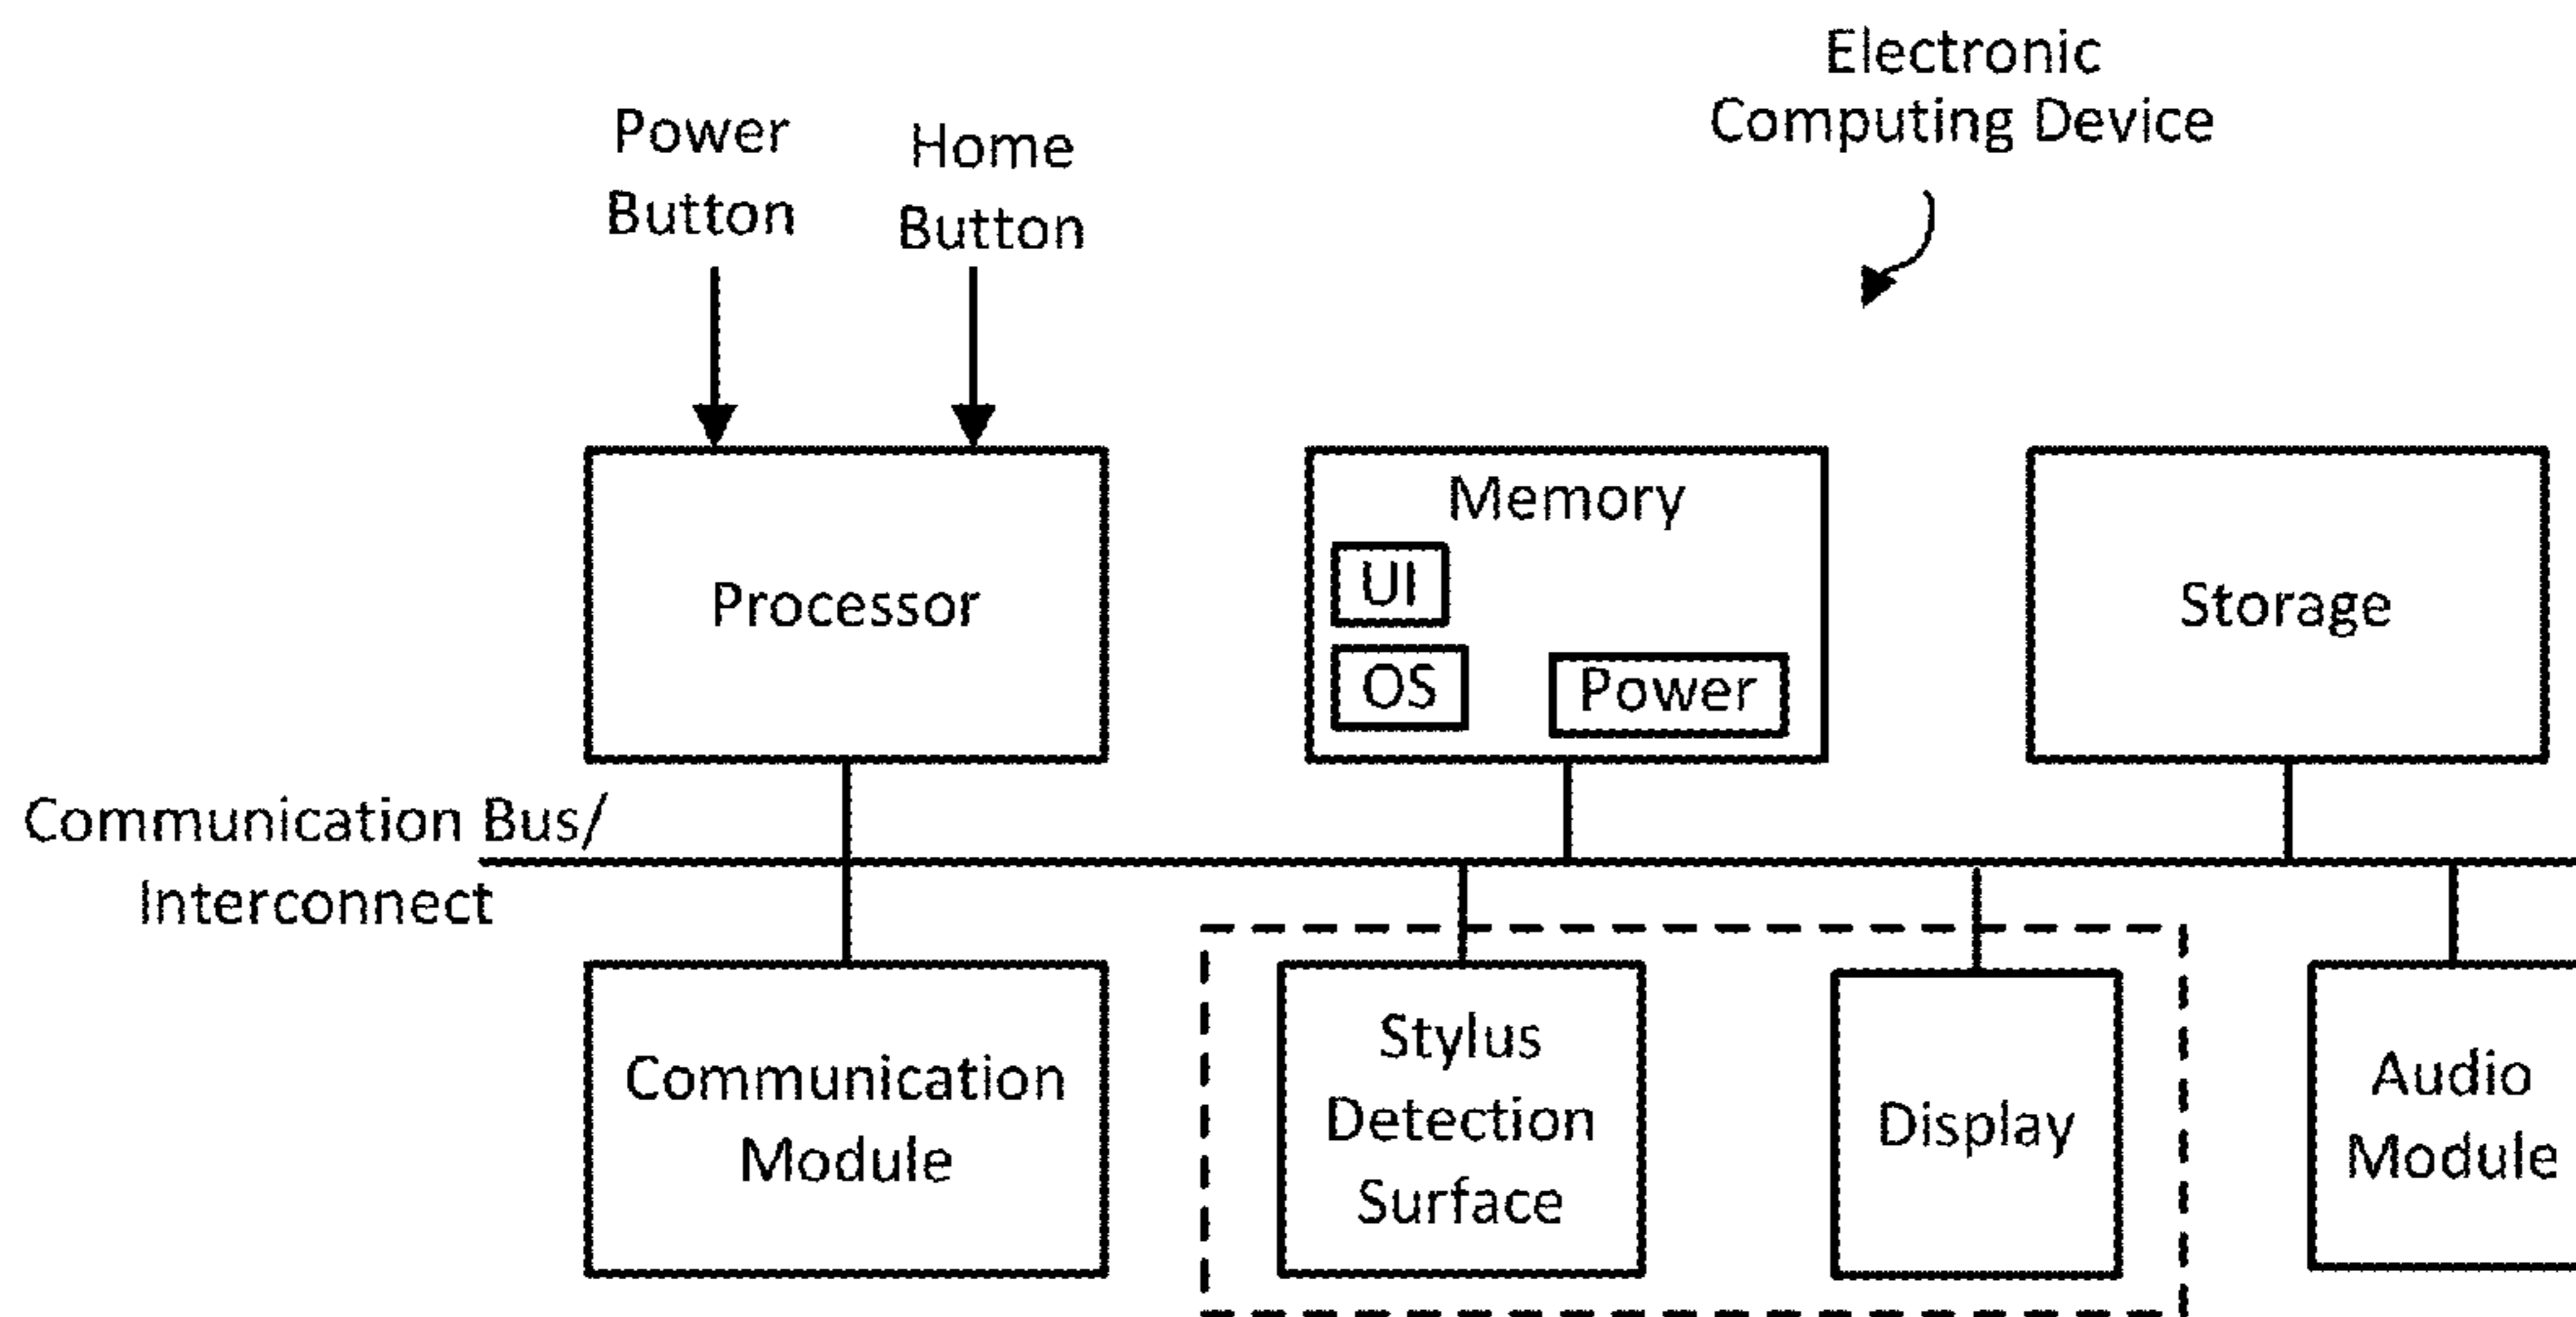 Electronic
Computing Device
Power
Button
Home
Button
Processor
Memory
UI
OS
Power
Storage
Communication Bus/
Interconnect
Communication
Module
Stylus
Detection
Surface
Display
Audio
Module